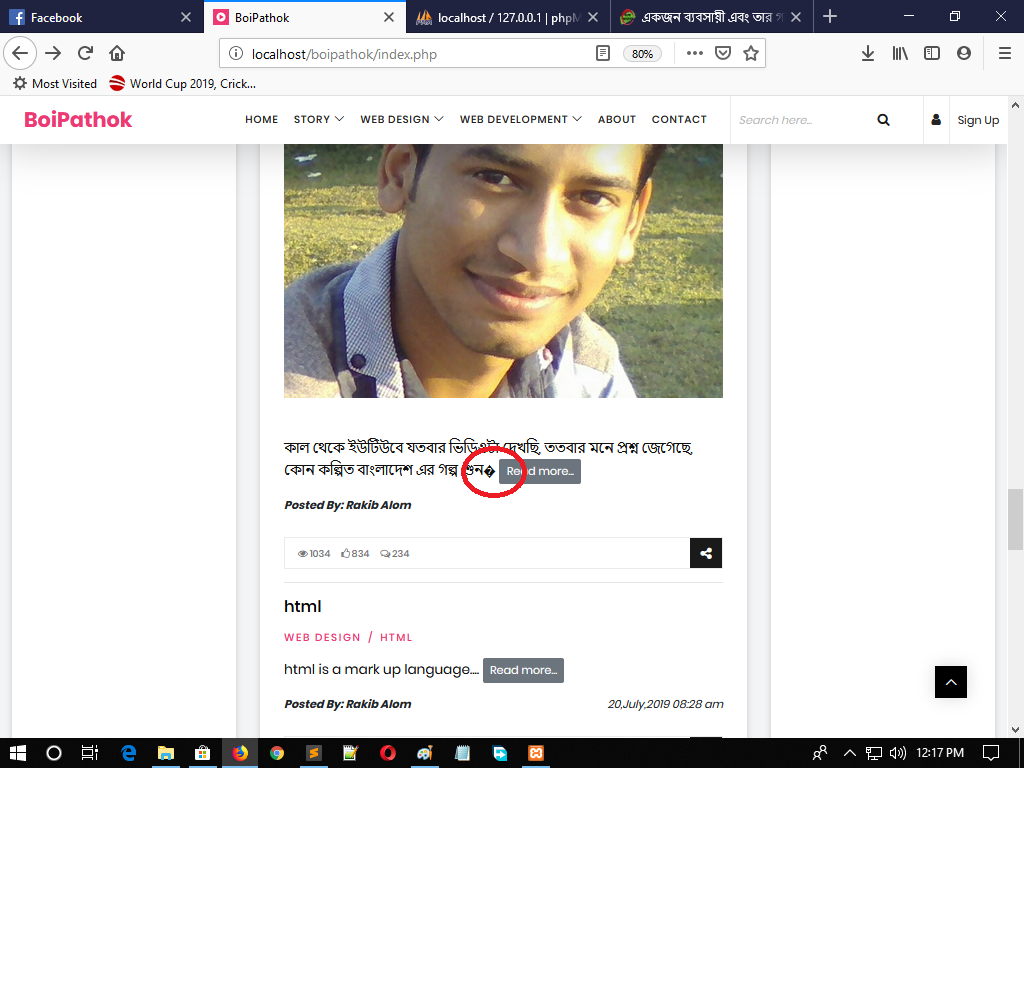 Facebook
BoiPathok
localhost / 127.0.0.1 | phpM
একজন ব্যবসায়ী এবং তার গ
localhost/boipathok/index.php
80%
Most Visited
World Cup 2019, Crick...
BoiPathok
HOME STORY WEB DESIGN WEB DEVELOPMENT ABOUT CONTACT
Search here...
Sign Up
কাল থেকে ইউটিউবে যতবার ভিডিওটা দেখছি, ততবার মনে প্রশ্ন জেগেছে,
কোন কল্পিত বাংলাদেশ এর গল্প শুন� Read more...
Posted By: Rakib Alom
1034 834 234
html
WEB DESIGN / HTML
html is a mark up language.... Read more...
Posted By: Rakib Alom 20,July,2019 08:28 am
12:17 PM